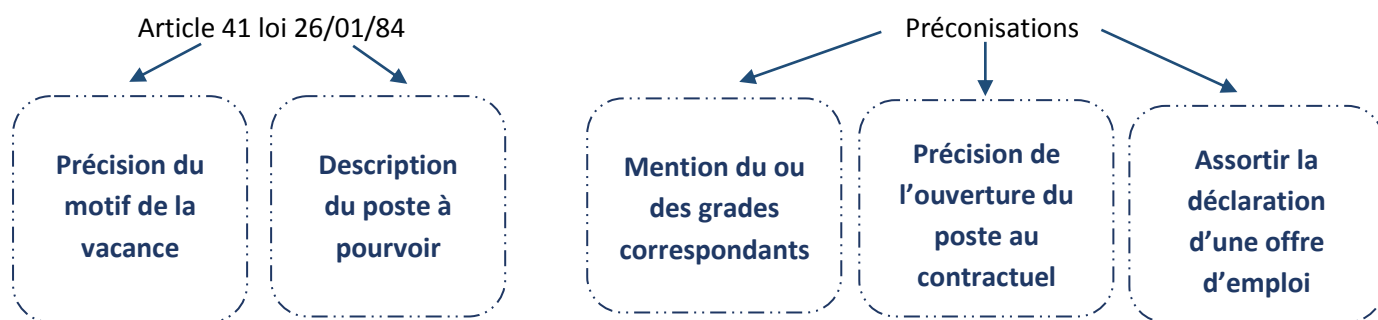 Article 41 loi 26/01/84
Précision du
motif de la
vacance
Description
du poste à
pourvoir
Préconisations
Mention du ou
des grades
correspondants
Précision de
l’ouverture du
poste au
contractuel
Assortir la
déclaration
d’une offre
d’emploi